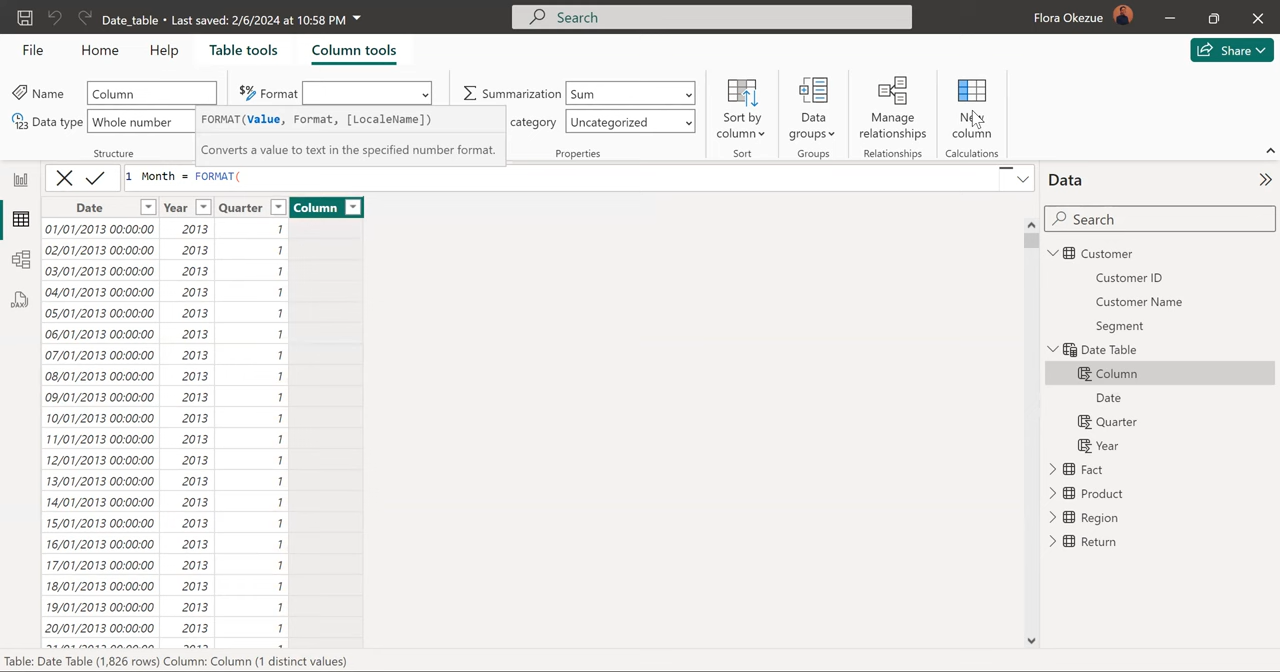 Date_table • Last saved: 2/6/2024 at 10:58 PM
Search
Flora Okezue
File
Home
Help
Table tools
Column tools
Share
Name
Column
Format
Summarization
Sum
Data type
Whole number
category
Uncategorized
FORMAT(Value, Format, [LocaleName])
Converts a value to text in the specified number format.
Sort by
column
Data
groups
Manage
relationships
New
column
Structure
Properties
Sort
Groups
Relationships
Calculations
1 Month = FORMAT(
Date Year Quarter Column
01/01/2013 00:00:00 2013 1
02/01/2013 00:00:00 2013 1
03/01/2013 00:00:00 2013 1
04/01/2013 00:00:00 2013 1
05/01/2013 00:00:00 2013 1
06/01/2013 00:00:00 2013 1
07/01/2013 00:00:00 2013 1
08/01/2013 00:00:00 2013 1
09/01/2013 00:00:00 2013 1
10/01/2013 00:00:00 2013 1
11/01/2013 00:00:00 2013 1
12/01/2013 00:00:00 2013 1
13/01/2013 00:00:00 2013 1
14/01/2013 00:00:00 2013 1
15/01/2013 00:00:00 2013 1
16/01/2013 00:00:00 2013 1
17/01/2013 00:00:00 2013 1
18/01/2013 00:00:00 2013 1
19/01/2013 00:00:00 2013 1
20/01/2013 00:00:00 2013 1
21/01/2013 00:00:00 2013 1
Data
Search
Customer
Customer ID
Customer Name
Segment
Date Table
Column
Date
Quarter
Year
Fact
Product
Region
Return
Table: Date Table (1,826 rows) Column: Column (1 distinct values)